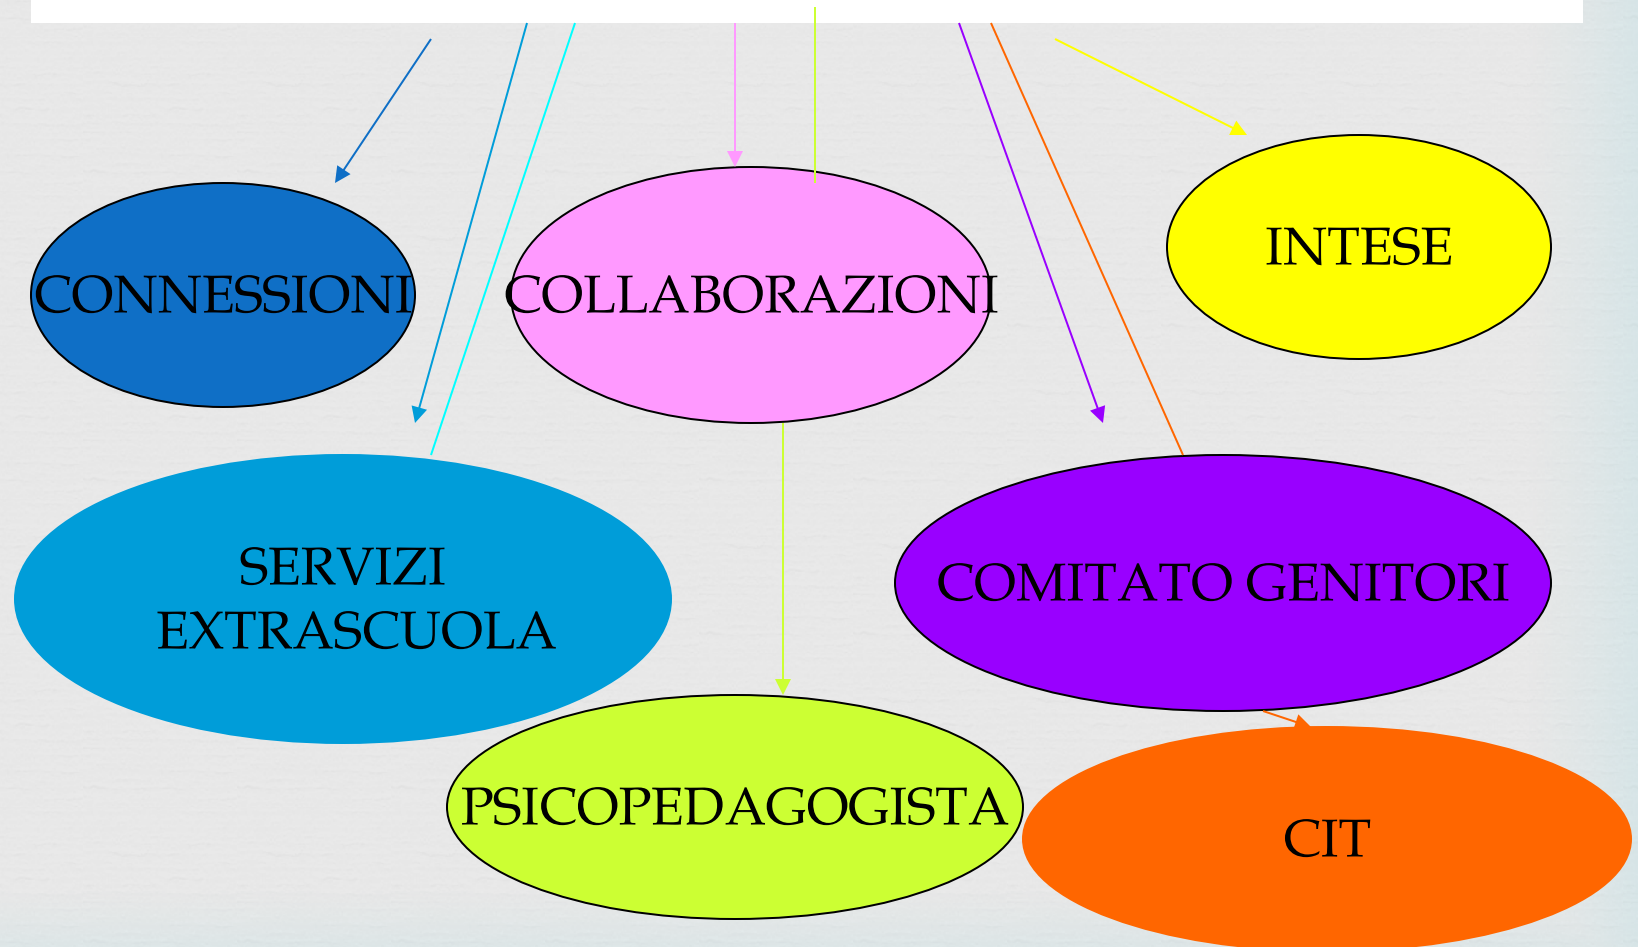 CONNESSIONI
COLLABORAZIONI
INTESE
SERVIZI
EXTRASCUOLA
COMITATO GENITORI
PSICOPEDAGOGISTA
CIT